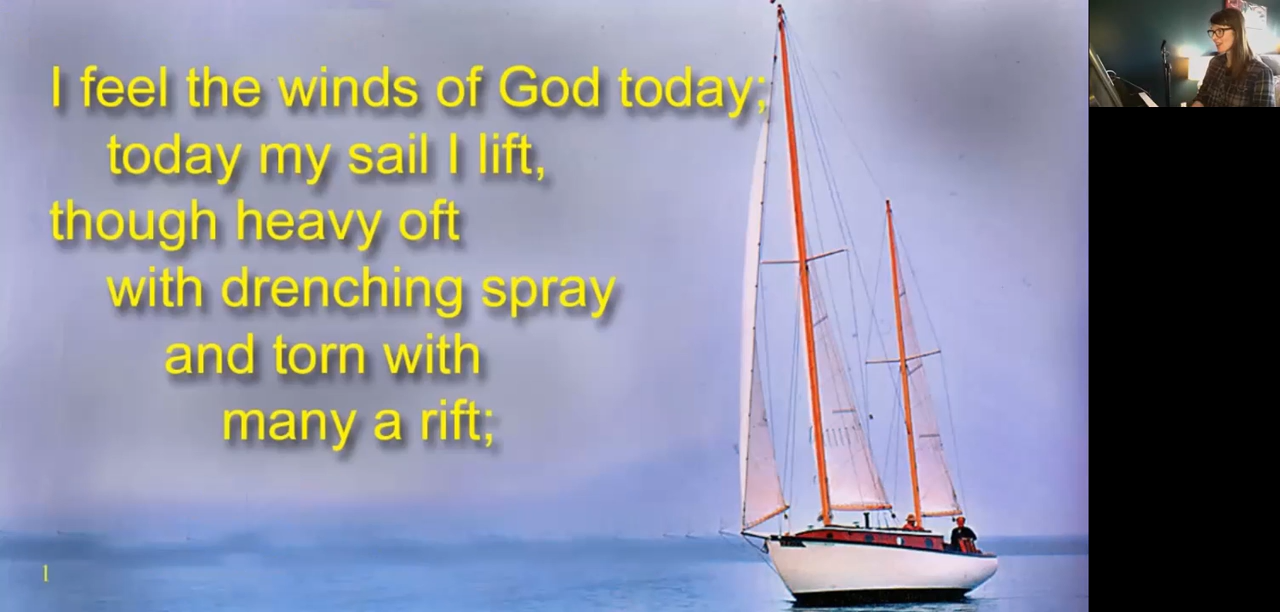 I feel the winds of God today;
today my sail I lift,
though heavy oft
with drenching spray
and torn with
many a rift;
1